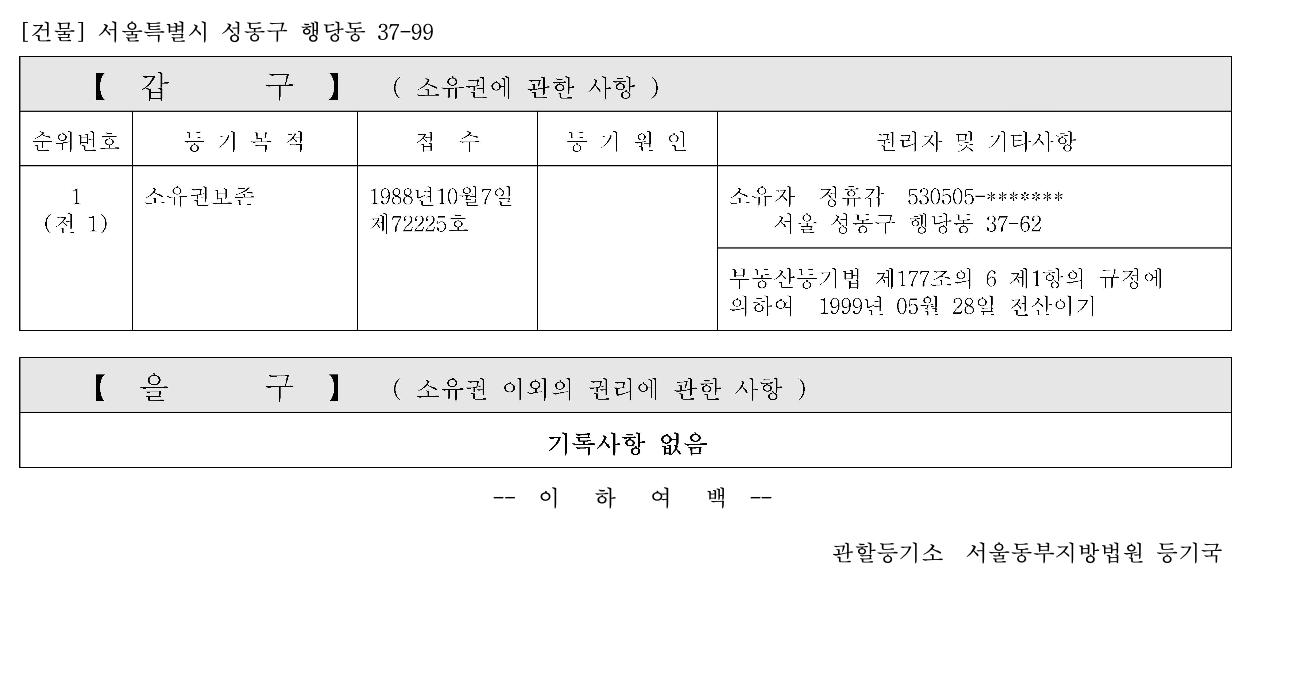 [건물] 서울특별시 성동구 행당동 37-99
【 갑 구 】 ( 소유권에 관한 사항 )
순위번호 등 기 목 적 접 수 등 기 원 인 권리자 및 기타사항
1 소유권보존 1988년10월7일 소유자 정휴갑 530505-*******
(전 1) 제72225호 서울 성동구 행당동 37-62
부동산등기법 제177조의 6 제1항의 규정에
의하여 1999년 05월 28일 전산이기
【 을 구 】 ( 소유권 이외의 권리에 관한 사항 )
기록사항 없음
-- 이 하 여 백 --
관할등기소 서울동부지방법원 등기국